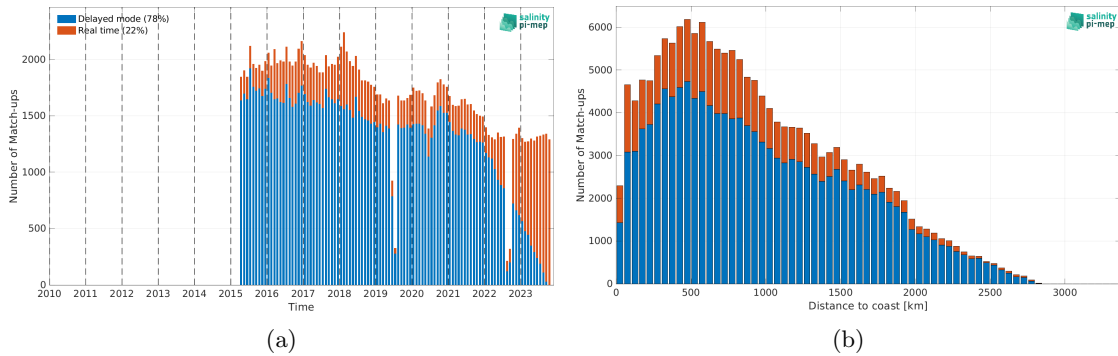 Delayed mode (78%)
Real time (22%)
salinity
pi-mep
Number of Match-ups
2000
1500
1000
500
0
2010 2011 2012 2013 2014 2015 2016 2017 2018 2019 2020 2021 2022 2023
Time
(a)
salinity
pi-mep
Number of Match-ups
6000
5000
4000
3000
2000
1000
0
0 500 1000 1500 2000 2500 3000
Distance to coast [km]
(b)